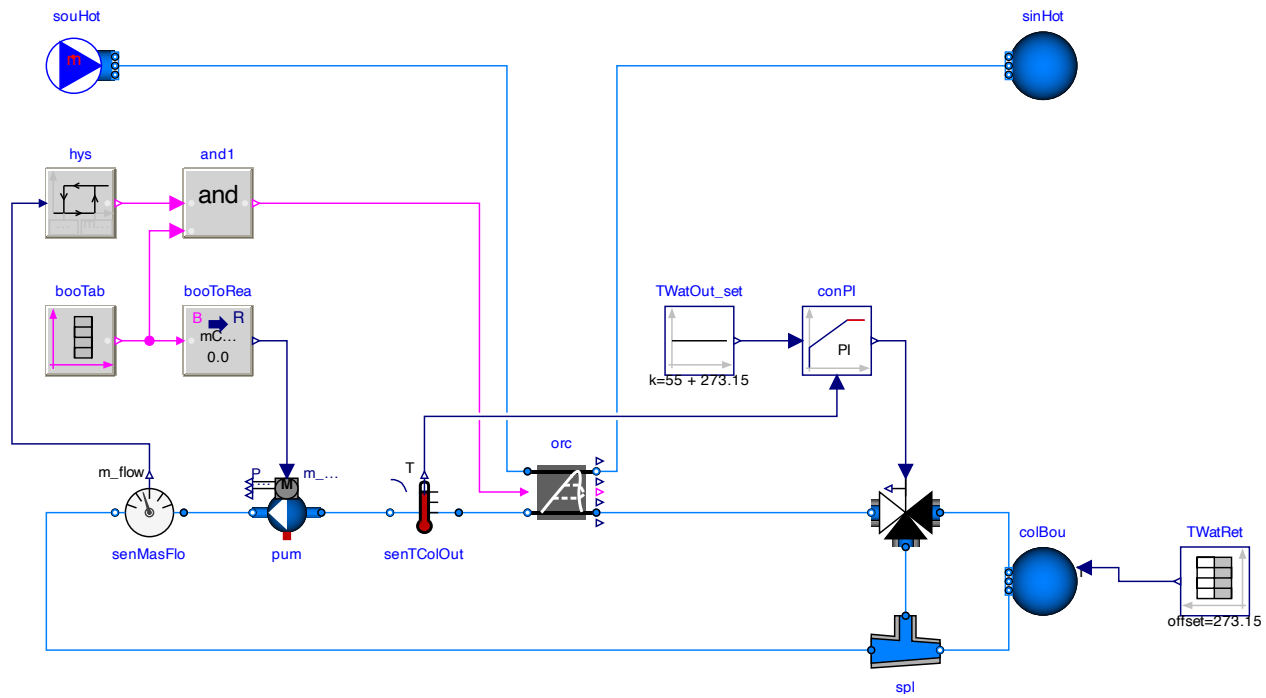 souHot
sinHot
m
hys
and1
and
booTab
booToRea
TWatOut_set
conPI
B
R
mC...
0.0
PI
k=55 + 273.15
orc
m_flow
P
m_...
T
M
senMasFlo
pum
senTColOut
colBou
TWatRet
offset=273.15
spl